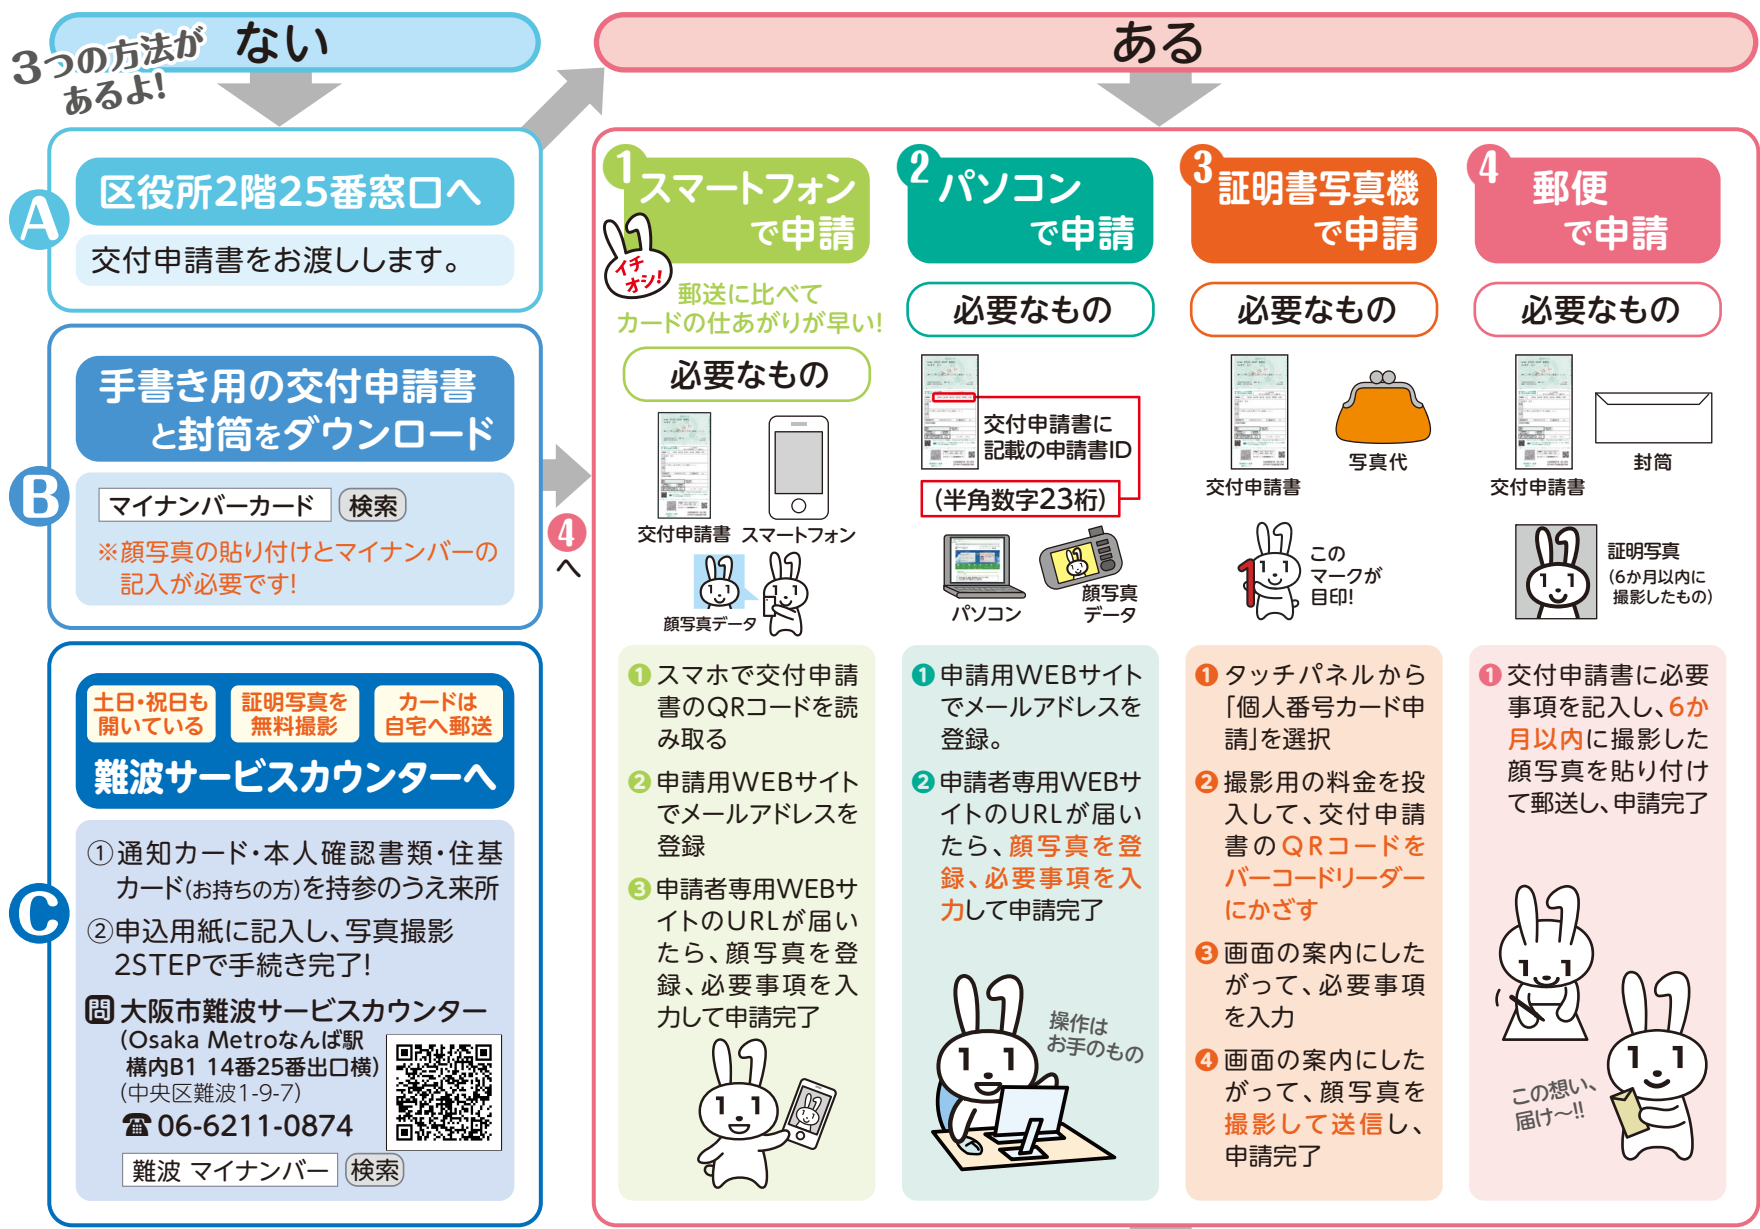 3つの方法が
あるよ!
ない
A
区役所2階25番窓口へ
交付申請書をお渡しします。
B
手書き用の交付申請書
と封筒をダウンロード
マイナンバーカード 検索
※顔写真の貼り付けとマイナンバーの
記入が必要です!
4
へ
C
土日・祝日も
開いている
証明写真を
無料撮影
カードは
自宅へ郵送
難波サービスカウンターへ
①通知カード・本人確認書類・住基
カード(お持ちの方)を持参のうえ来所
②申込用紙に記入し、写真撮影
2STEPで手続き完了!
問 大阪市難波サービスカウンター
(Osaka Metroなんば駅
構内B1 14番25番出口横)
(中央区難波1-9-7)
☎06-6211-0874
難波 マイナンバー 検索
ある
1 スマートフォン
で申請
イチ
オシ!
郵送に比べて
カードの仕あがりが早い!
必要なもの
交付申請書 スマートフォン
顔写真データ
❶スマホで交付申請
書のQRコードを読
み取る
❷申請用WEBサイト
でメールアドレスを
登録
❸申請者専用WEBサ
イトのURLが届い
たら、顔写真を登
録、必要事項を入
力して申請完了
2 パソコン
で申請
必要なもの
交付申請書に
記載の申請書ID
(半角数字23桁)
パソコン
顔写真
データ
❶申請用WEBサイト
でメールアドレスを
登録。
❷申請者専用WEBサ
イトのURLが届い
たら、顔写真を登
録、必要事項を入
力して申請完了
操作は
お手のもの
3 証明書写真機
で申請
必要なもの
交付申請書
写真代
この
マークが
目印!
❶タッチパネルから
「個人番号カード申
請」を選択
❷撮影用の料金を投
入して、交付申請
書のQRコードを
バーコードリーダー
にかざす
❸画面の案内にした
がって、必要事項
を入力
❹画面の案内にした
がって、顔写真を
撮影して送信し、
申請完了
4 郵便
で申請
必要なもの
交付申請書
封筒
証明写真
(6か月以内に
撮影したもの)
❶交付申請書に必要
事項を記入し、6か
月以内に撮影した
顔写真を貼り付け
て郵送し、申請完了
この想い、
届け〜!!